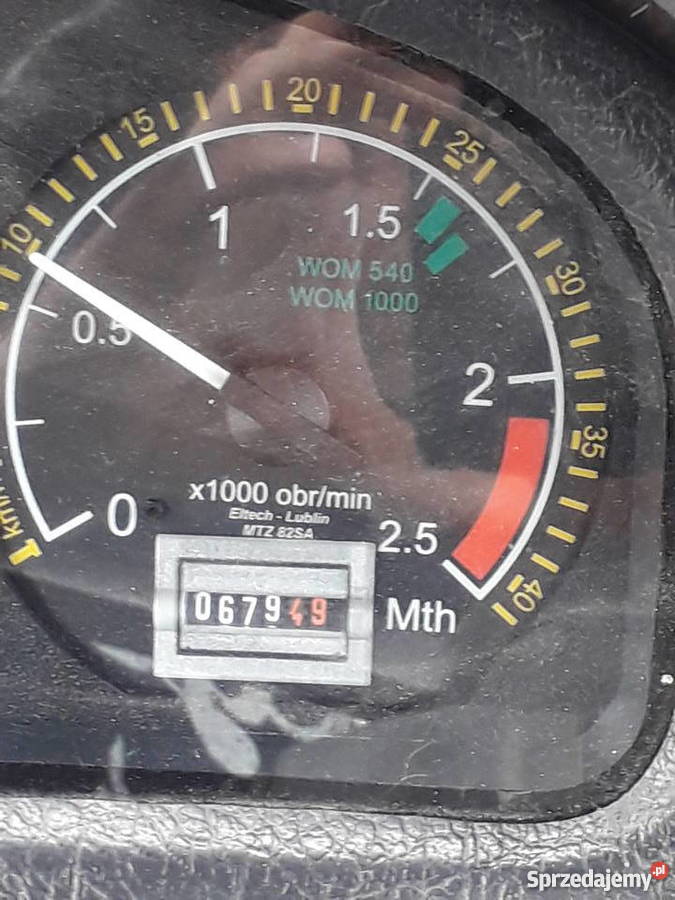 20
15
25
10
1
1.5
30
WOM 540
WOM 1000
0.5
2
35
x1000 obr/min
0
Eltech - Lublin
MTZ 82SA
2.5
1
40
067949
Mth
Sprzedajemy.pl